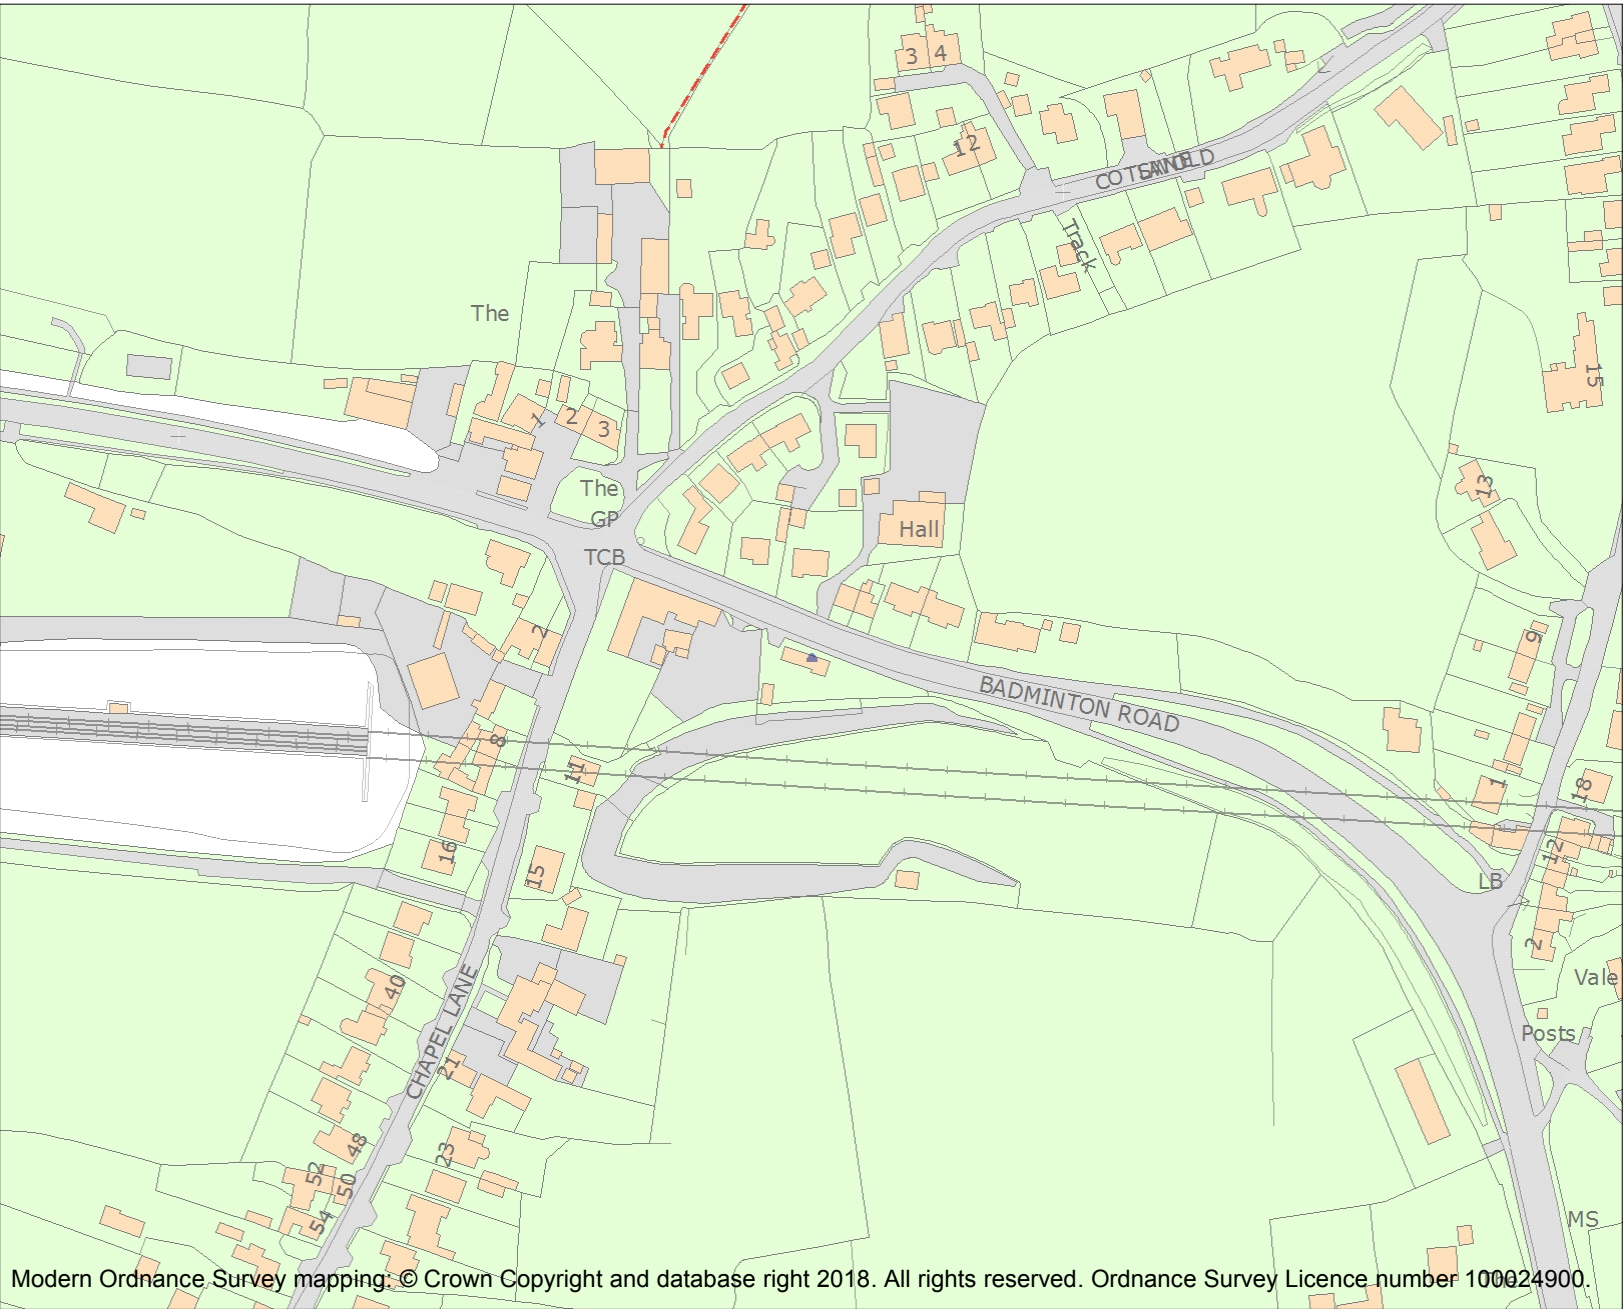 3 4
12
COTSWOLD
LANE
Track
The
15
1
2
3
The
GP
TCB
13
Hall
2
9
BADMINTON ROAD
8
11
1
18
16
15
12
LB
2
40
Vale
CHAPEL LANE
Posts
21
48
23
52
50
54
MS
The
Modern Ordnance Survey mapping: © Crown Copyright and database right 2018. All rights reserved. Ordnance Survey Licence number 100024900.